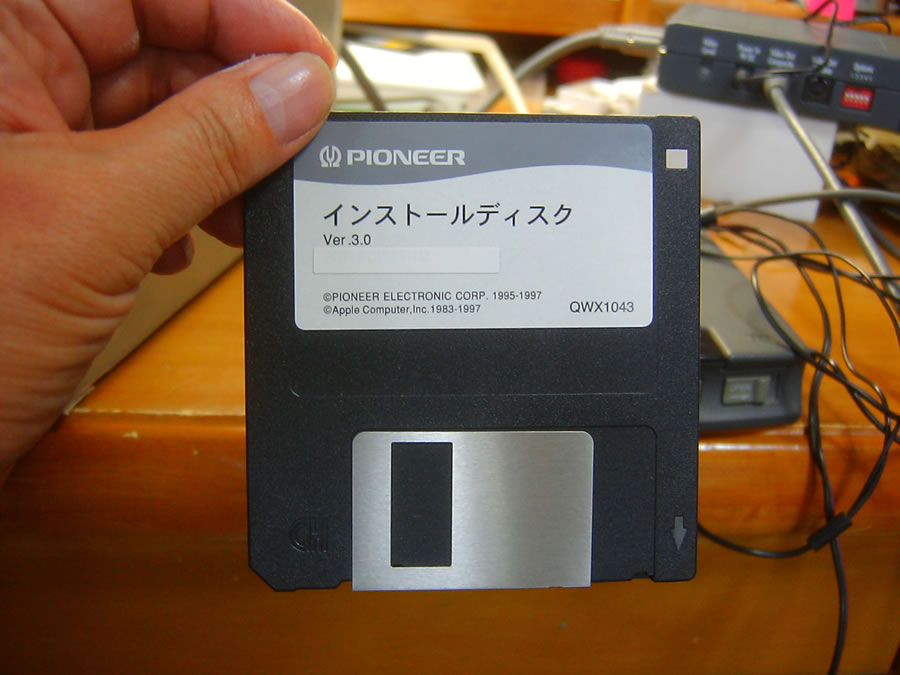 PIONEER
インストールディスク
Ver.3.0
©PIONEER ELECTRONIC CORP. 1995-1997
©Apple Computer,Inc.1983-1997
QWX1043